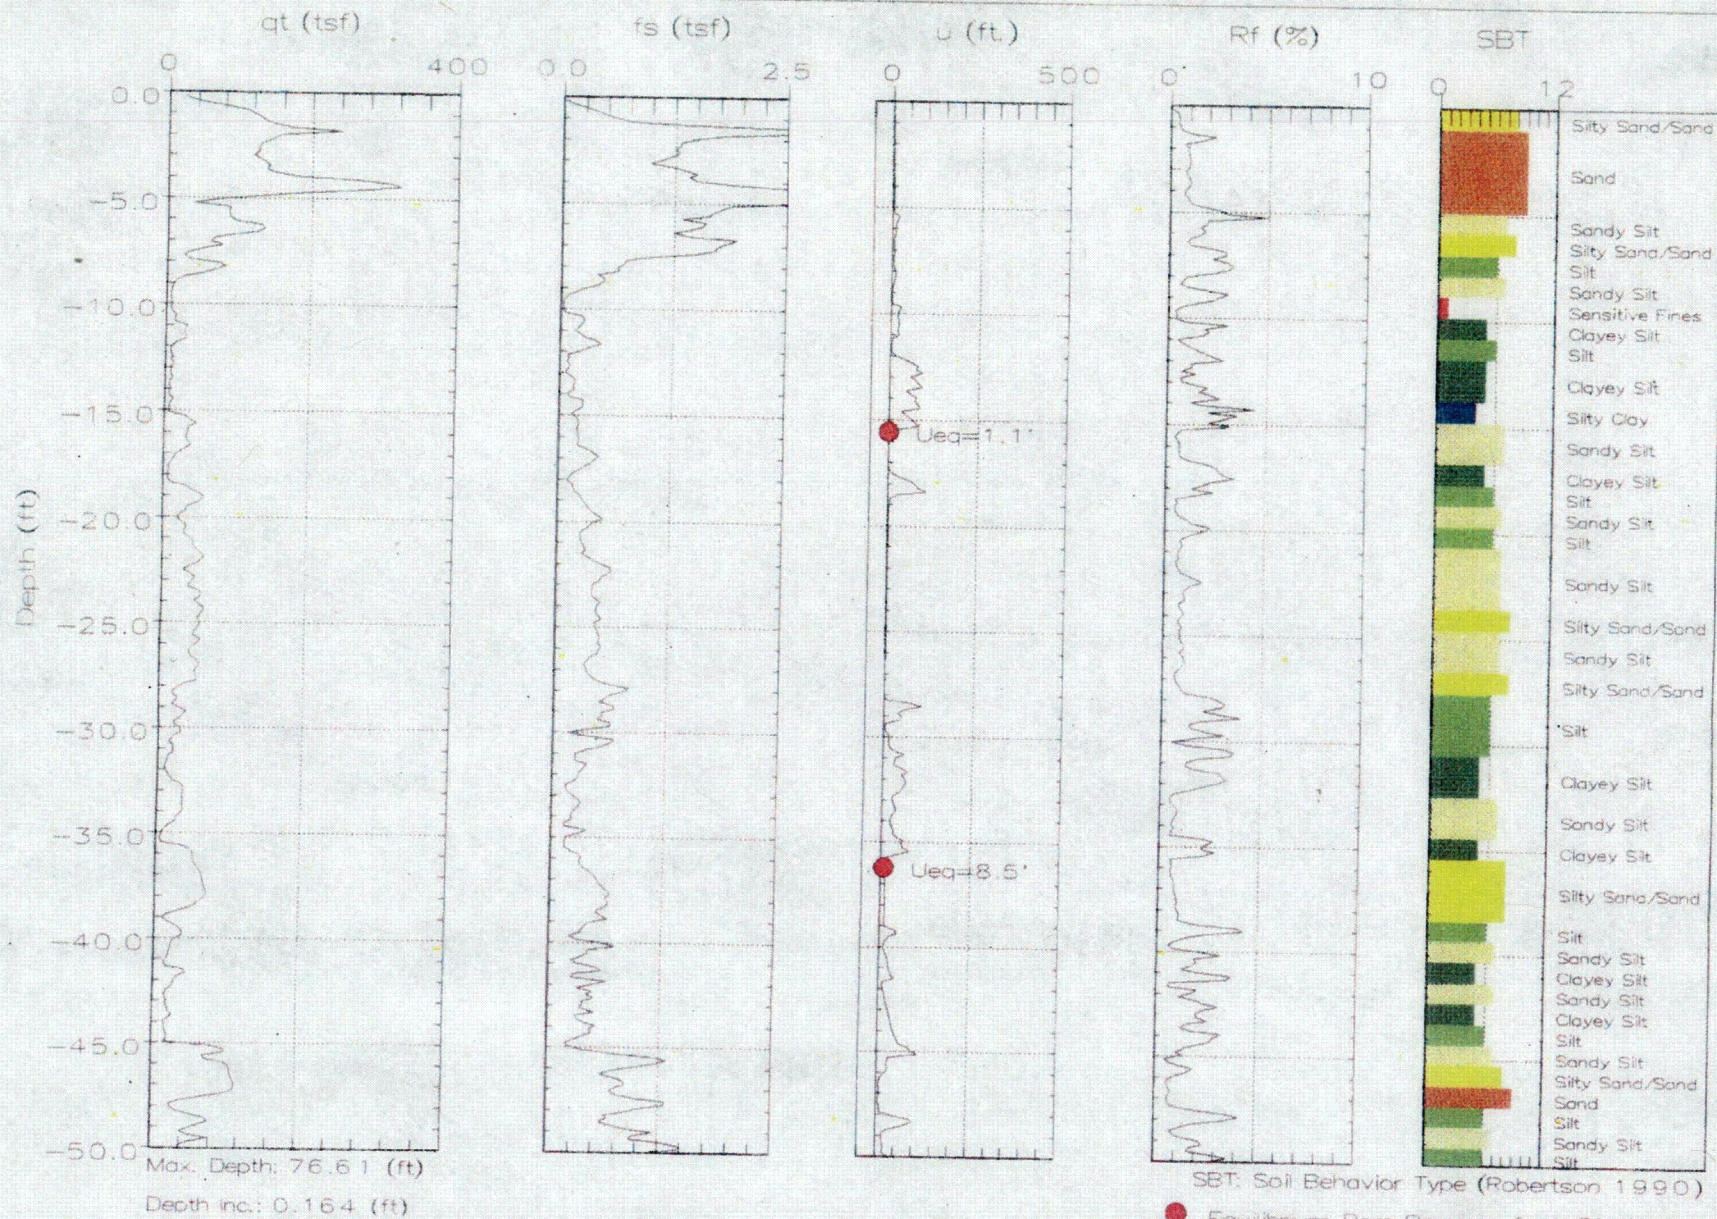 qt (tsf) fs (tsf) u (ft.) Rf (%) SBT
0 400 0.0 2.5 0 500 0 10 0 12
Depth (ft)
0.0
-5.0
-10.0
-15.0
-20.0
-25.0
-30.0
-35.0
-40.0
-45.0
-50.0
Ueq=1.1'
Ueq=8.5'
Silty Sand/Sand
Sand
Sandy Silt
Silty Sand/Sand
Silt
Sandy Silt
Sensitive Fines
Clayey Silt
Silt
Clayey Silt
Silty Clay
Sandy Silt
Clayey Silt
Silt
Sandy Silt
Silt
Sandy Silt
Silty Sand/Sand
Sandy Silt
Silty Sand/Sand
Silt
Clayey Silt
Sandy Silt
Clayey Silt
Silty Sand/Sand
Silt
Sandy Silt
Clayey Silt
Sandy Silt
Clayey Silt
Silt
Sandy Silt
Silty Sand/Sand
Sand
Silt
Sandy Silt
Silt
Max. Depth: 76.61 (ft)
Depth Inc.: 0.164 (ft)
SBT: Soil Behavior Type (Robertson 1990)